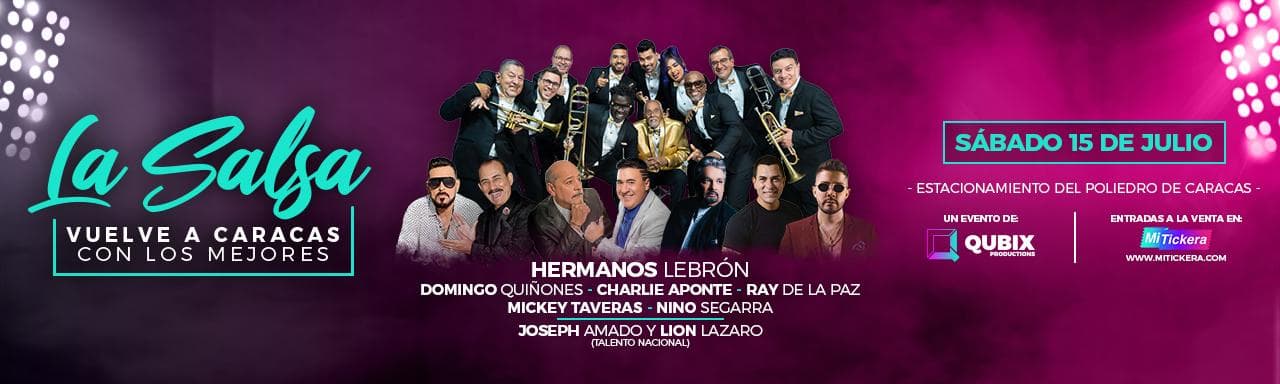 La Salsa
VUELVE A CARACAS
CON LOS MEJORES
HERMANOS LEBRÓN
DOMINGO QUIÑONES - CHARLIE APONTE - RAY DE LA PAZ
MICKEY TAVERAS - NINO SEGARRA
JOSEPH AMADO Y LION LAZARO
(TALENTO NACIONAL)
SÁBADO 15 DE JULIO
- ESTACIONAMIENTO DEL POLIEDRO DE CARACAS -
UN EVENTO DE:
QUBIX
PRODUCTIONS
ENTRADAS A LA VENTA EN:
MiTickera
WWW.MITICKERA.COM